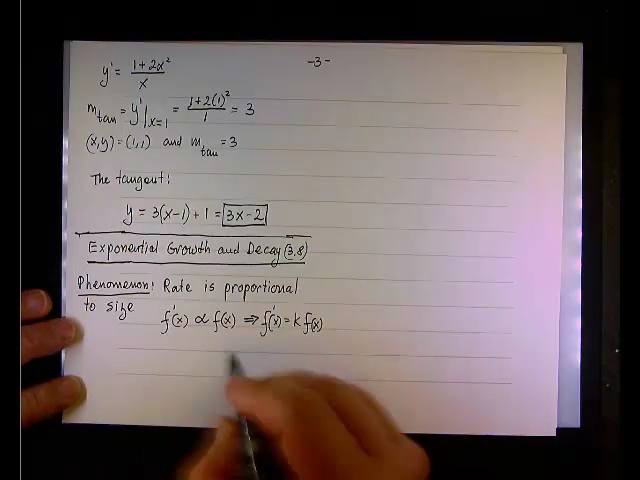 -3-
y' = (1+2x²)/x
m_tan = y'|_x=1 = (1+2(1)²)/1 = 3
(x,y) = (1,1) and m_tan = 3
The tangent:
y = 3(x-1) + 1 = 3x-2
Exponential Growth and Decay (3.8)
Phenomenon: Rate is proportional
to size
f'(x) ∝ f(x) ⇒ f'(x) = k f(x)